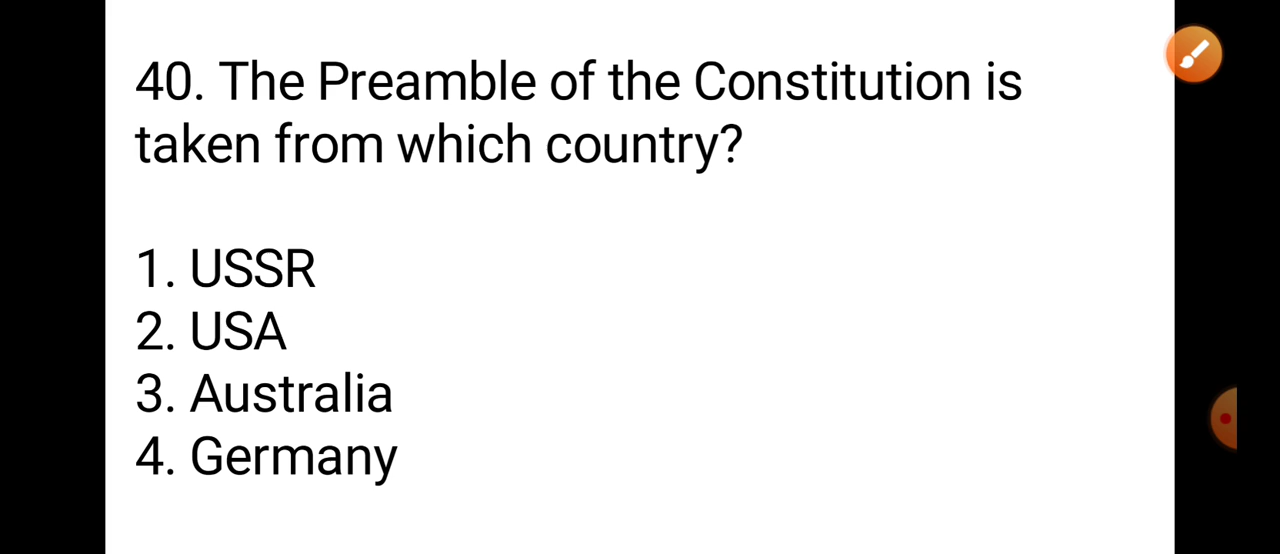 40. The Preamble of the Constitution is
taken from which country?
1. USSR
2. USA
3. Australia
4. Germany